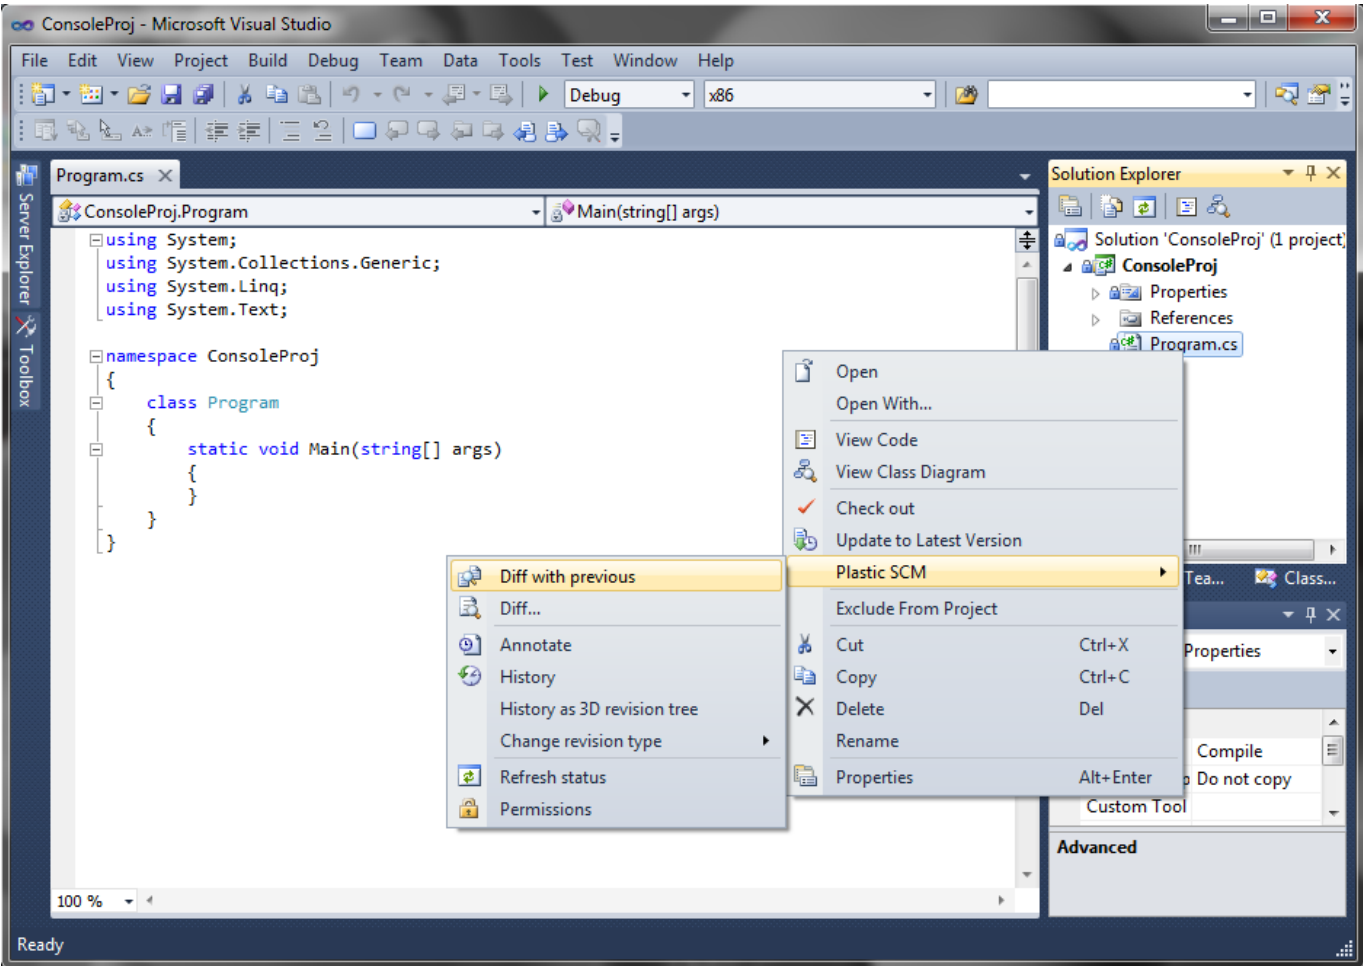 ConsoleProj - Microsoft Visual Studio
File Edit View Project Build Debug Team Data Tools Test Window Help
Debug x86
Server Explorer
Toolbox
Program.cs
ConsoleProj.Program Main(string[] args)
using System;
using System.Collections.Generic;
using System.Linq;
using System.Text;
namespace ConsoleProj
{
class Program
{
static void Main(string[] args)
{
}
}
}
100 %
Solution Explorer
Solution 'ConsoleProj' (1 project)
ConsoleProj
Properties
References
Program.cs
Open
Open With...
View Code
View Class Diagram
Check out
Update to Latest Version
Plastic SCM
Exclude From Project
Cut Ctrl+X
Copy Ctrl+C
Delete Del
Rename
Properties Alt+Enter
Diff with previous
Diff...
Annotate
History
History as 3D revision tree
Change revision type
Refresh status
Permissions
Tea... Class...
Properties
Compile
Do not copy
Custom Tool
Advanced
Ready